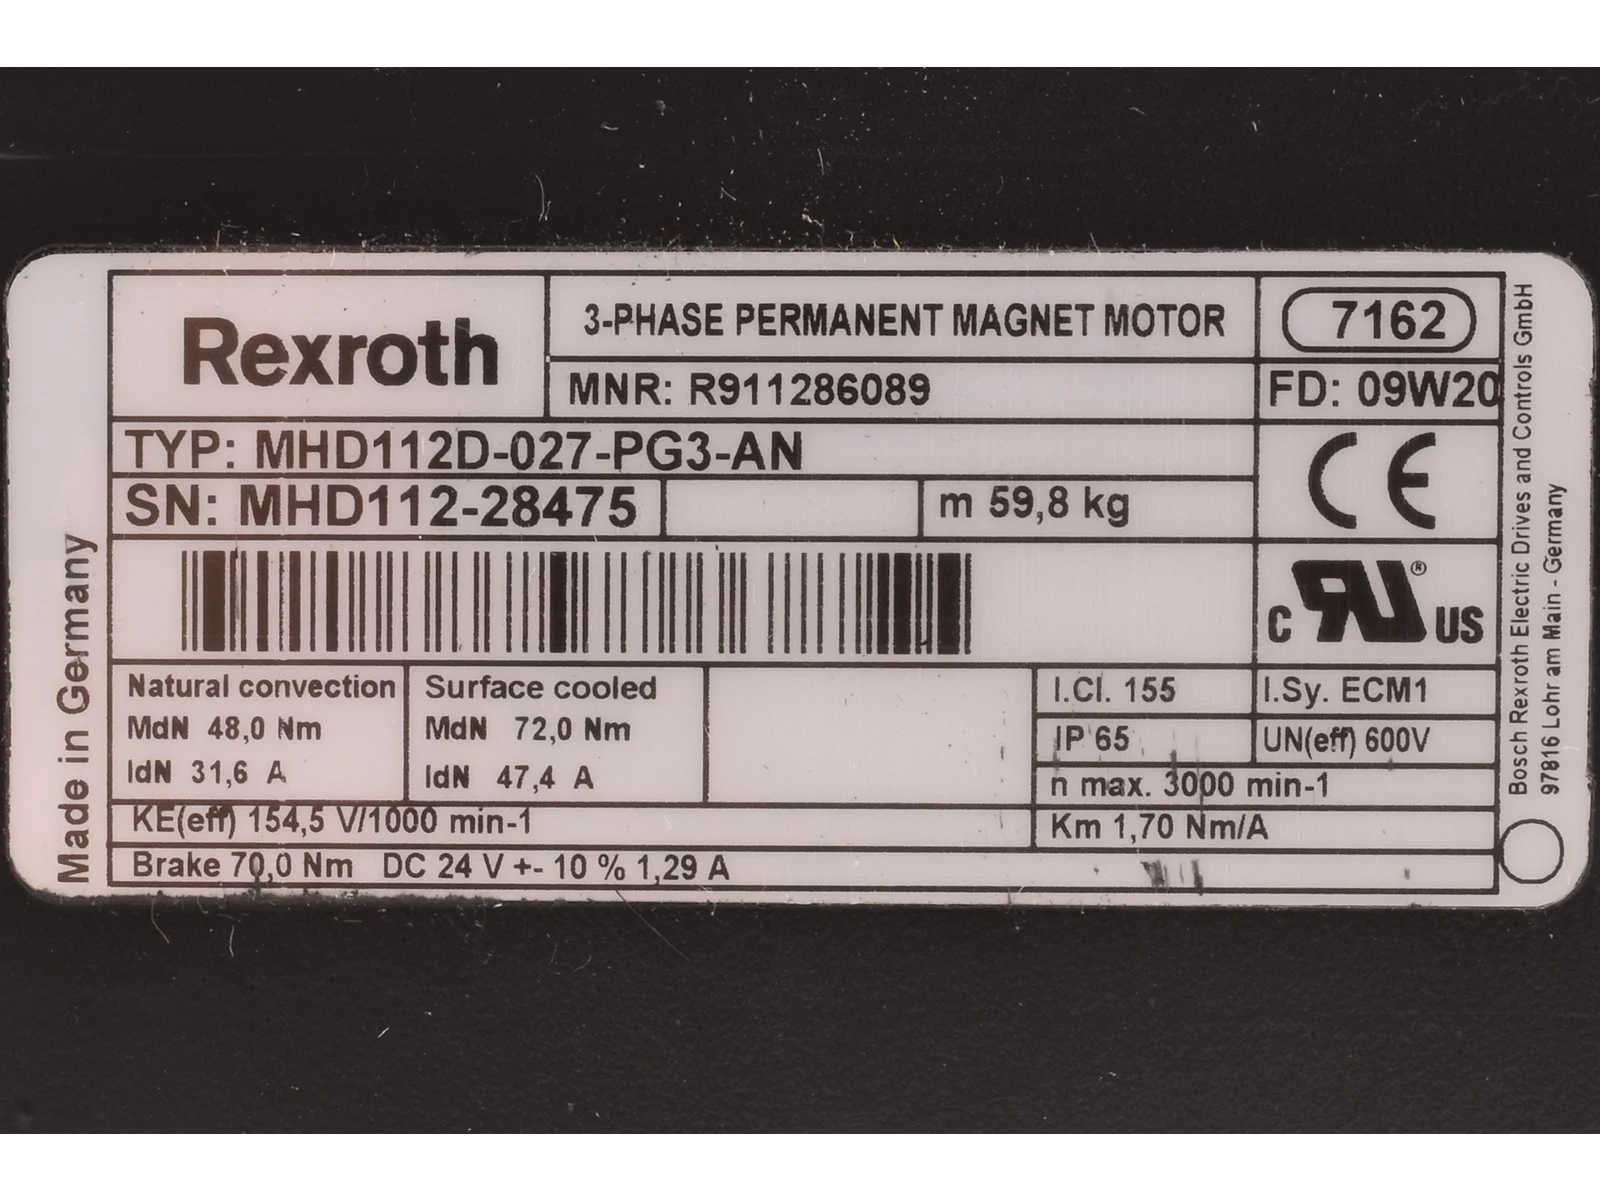 Rexroth
3-PHASE PERMANENT MAGNET MOTOR
7162
MNR: R911286089
FD: 09W20
TYP: MHD112D-027-PG3-AN
SN: MHD112-28475
m 59,8 kg
CE
c RU ® US
Natural convection
MdN 48,0 Nm
IdN 31,6 A
Surface cooled
MdN 72,0 Nm
IdN 47,4 A
I.Cl. 155
I.Sy. ECM1
IP 65
UN(eff) 600V
n max. 3000 min-1
KE(eff) 154,5 V/1000 min-1
Km 1,70 Nm/A
Brake 70,0 Nm DC 24 V +- 10 % 1,29 A
Made in Germany
Bosch Rexroth Electric Drives and Controls GmbH
97816 Lohr am Main - Germany